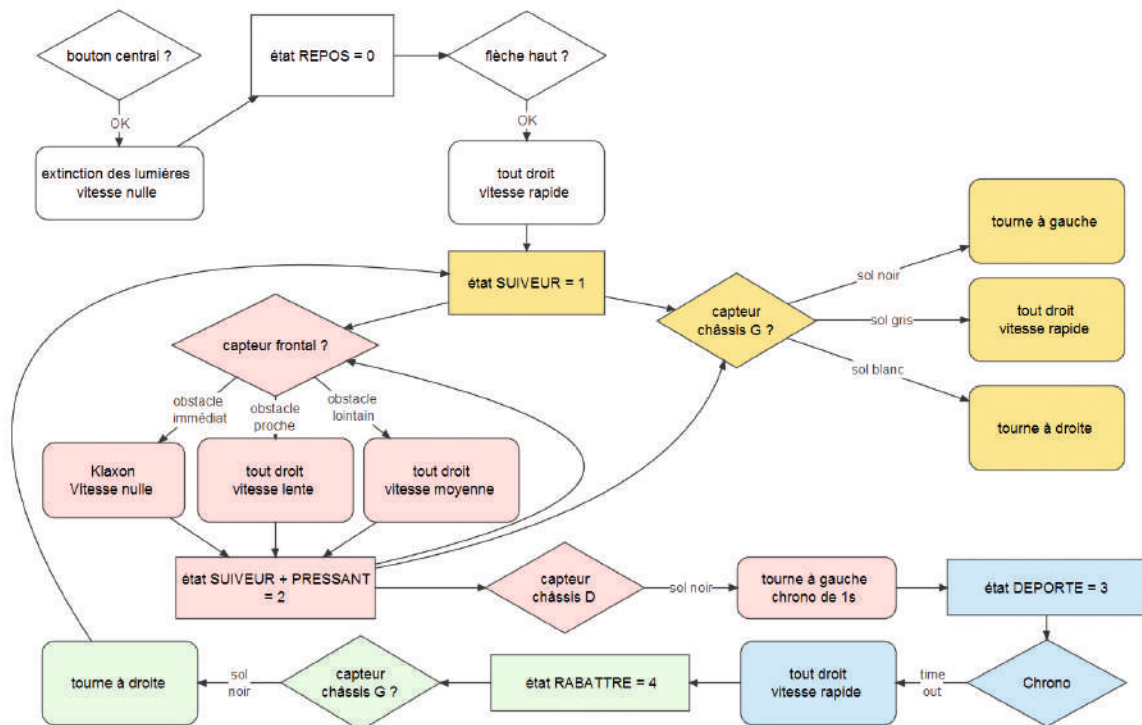 bouton central ?
état REPOS = 0
flèche haut ?
OK
OK
extinction des lumières
vitesse nulle
tout droit
vitesse rapide
tourne à gauche
état SUIVEUR = 1
sol noir
capteur
châssis G ?
sol gris
tout droit
vitesse rapide
capteur frontal ?
sol blanc
obstacle
immédiat
obstacle
proche
obstacle
lointain
tourne à droite
Klaxon
Vitesse nulle
tout droit
vitesse lente
tout droit
vitesse moyenne
état SUIVEUR + PRESSANT
= 2
capteur
châssis D
sol noir
tourne à gauche
chrono de 1s
état DEPORTE = 3
tourne à droite
sol
noir
capteur
châssis G ?
état RABATTRE = 4
tout droit
vitesse rapide
time
out
Chrono